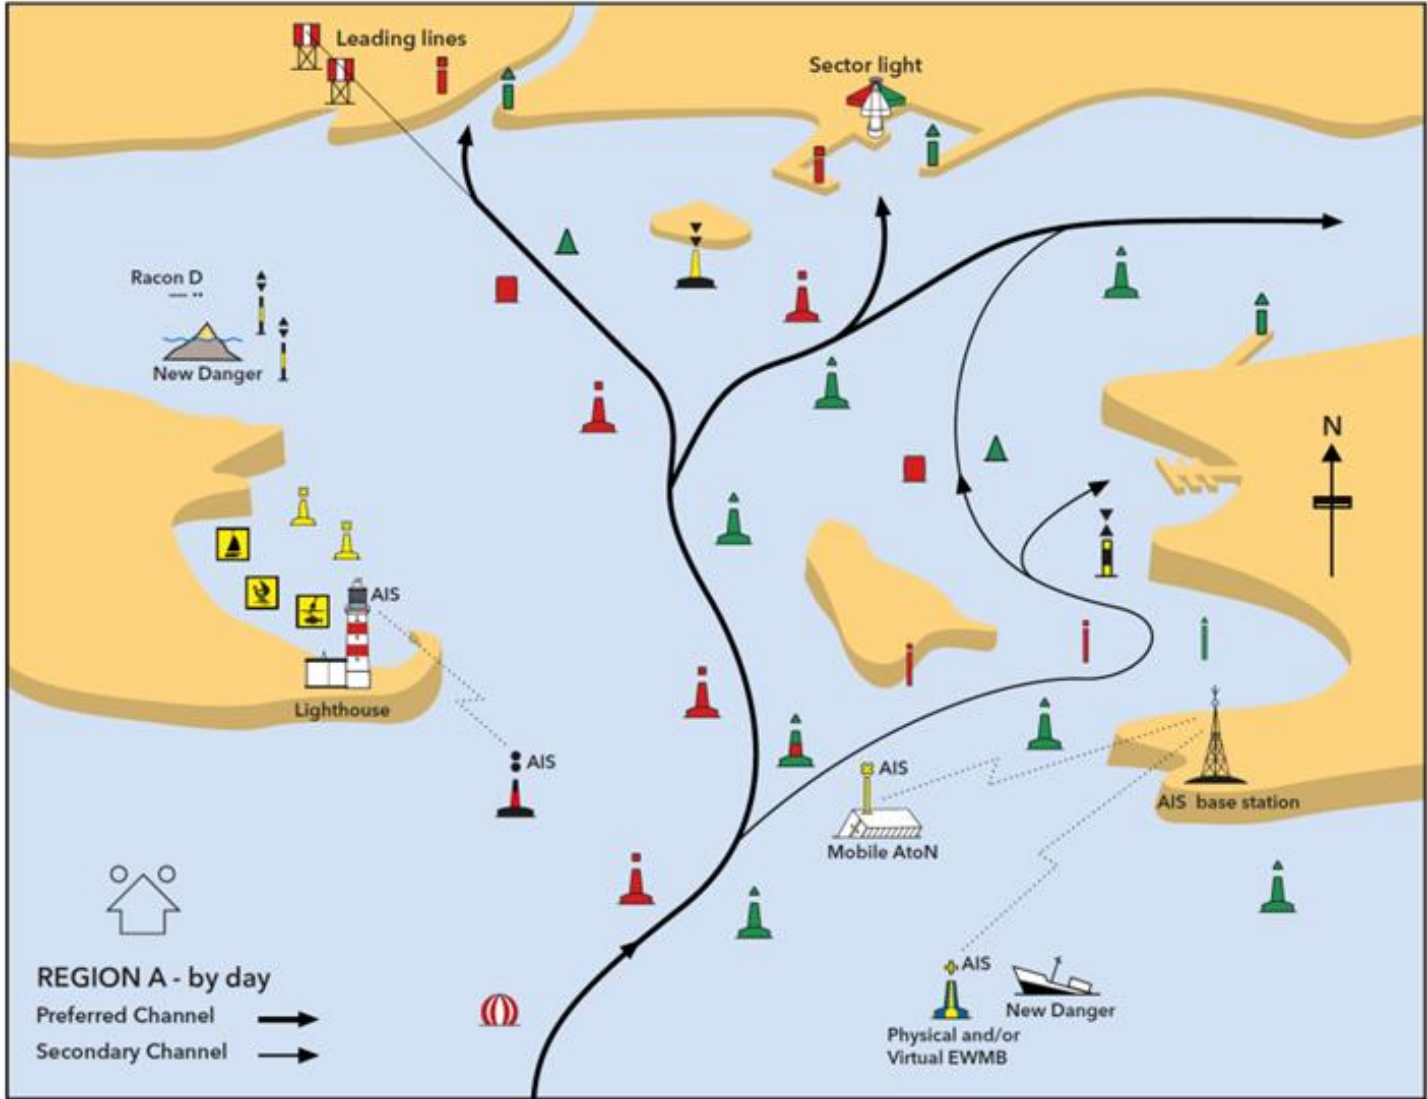 Leading lines
Sector light
Racon D
New Danger
N
AIS
Lighthouse
AIS
AIS
Mobile AtoN
AIS base station
AIS
New Danger
Physical and/or
Virtual EWMB
REGION A - by day
Preferred Channel
Secondary Channel